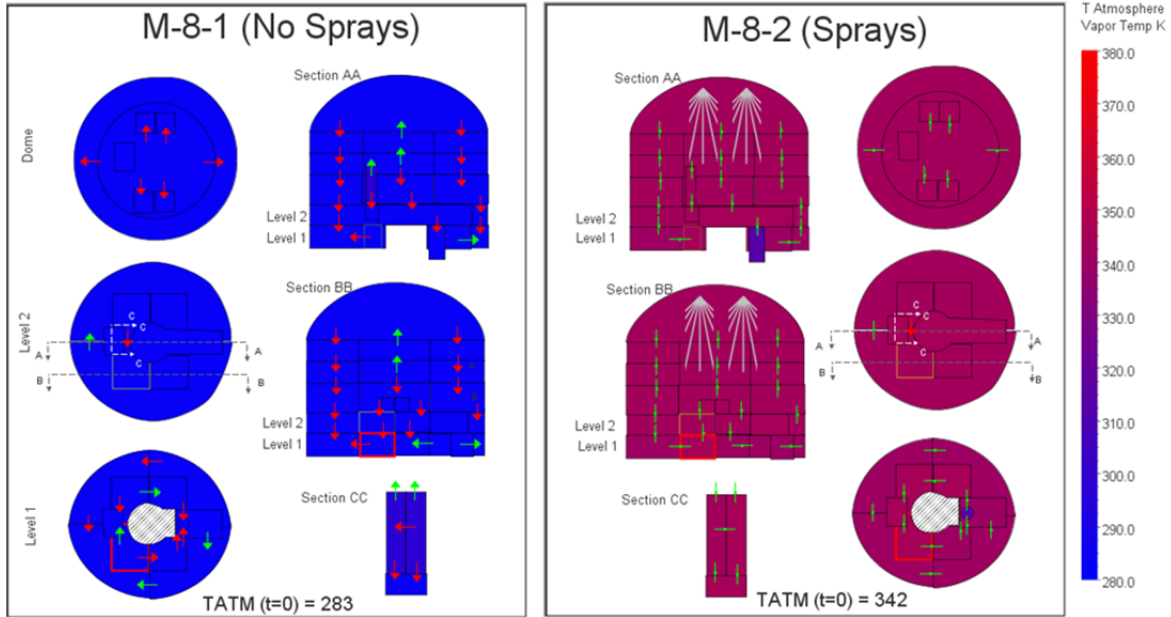 M-8-1 (No Sprays)
Section AA
Dome
Level 2
Level 1
Section BB
Level 2
C
C
C
A
A
B
B
Level 2
Level 1
Level 1
Section CC
TATM (t=0) = 283
M-8-2 (Sprays)
Section AA
Level 2
Level 1
Section BB
C
C
C
A
A
B
B
Level 2
Level 1
Section CC
TATM (t=0) = 342
T Atmosphere
Vapor Temp K
380.0
370.0
360.0
350.0
340.0
330.0
320.0
310.0
300.0
290.0
280.0